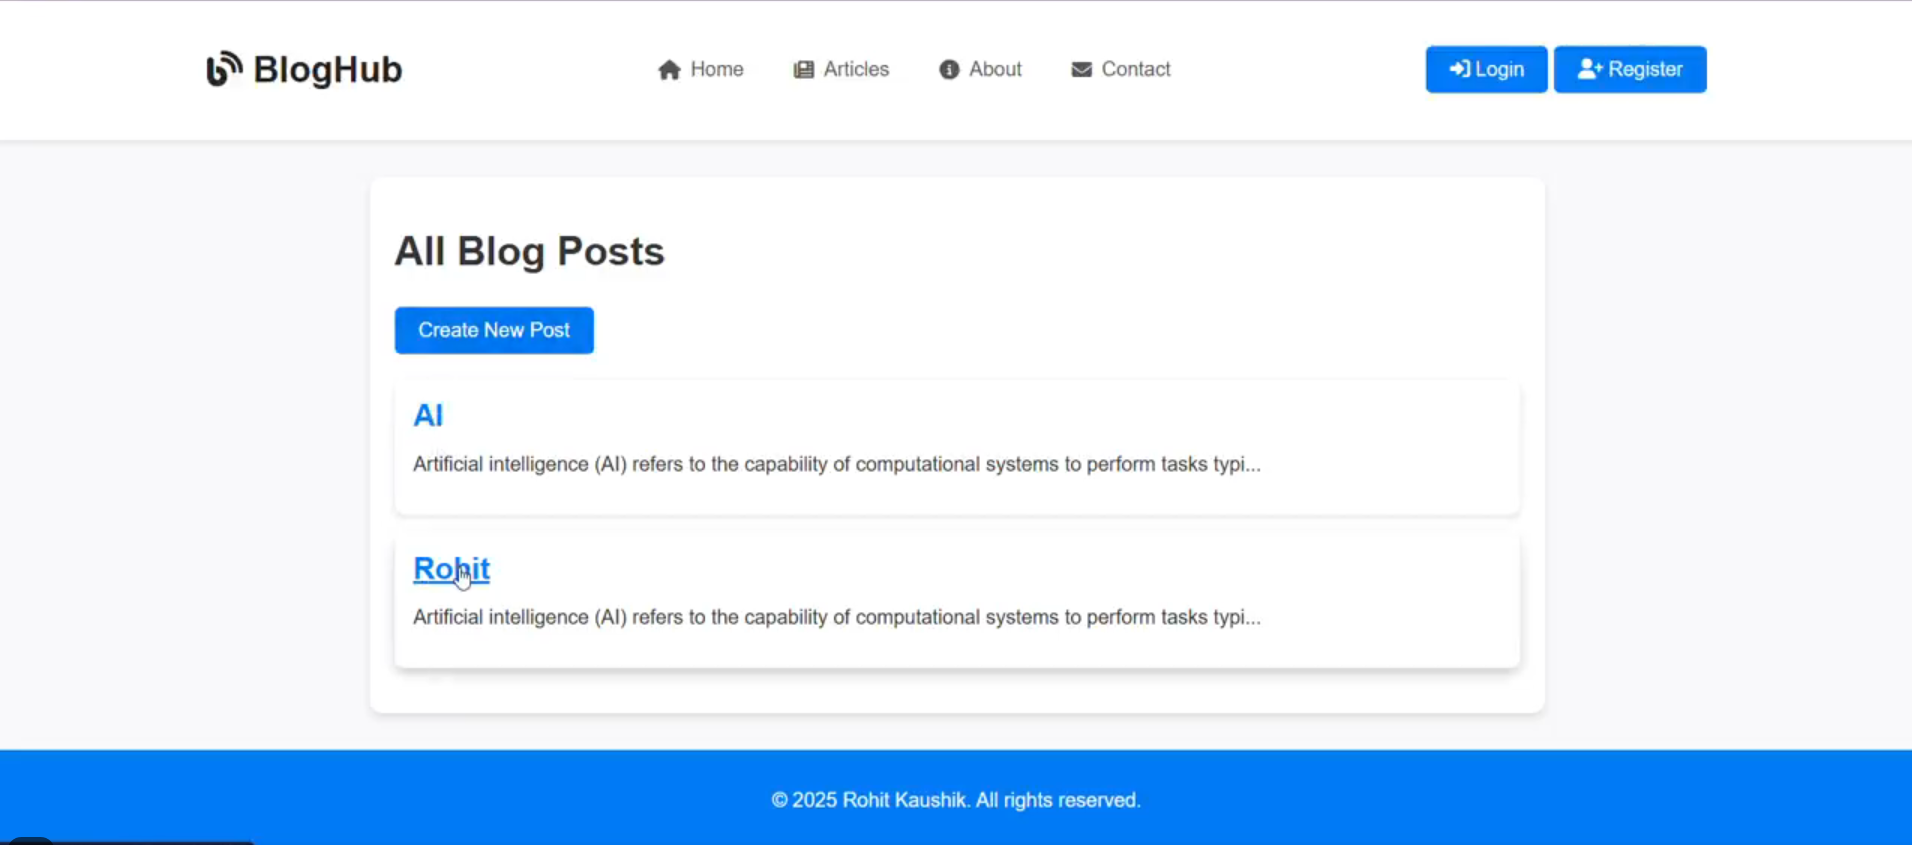 BlogHub
Home Articles About Contact
Login Register
All Blog Posts
Create New Post
AI
Artificial intelligence (AI) refers to the capability of computational systems to perform tasks typi...
Rohit
Artificial intelligence (AI) refers to the capability of computational systems to perform tasks typi...
© 2025 Rohit Kaushik. All rights reserved.